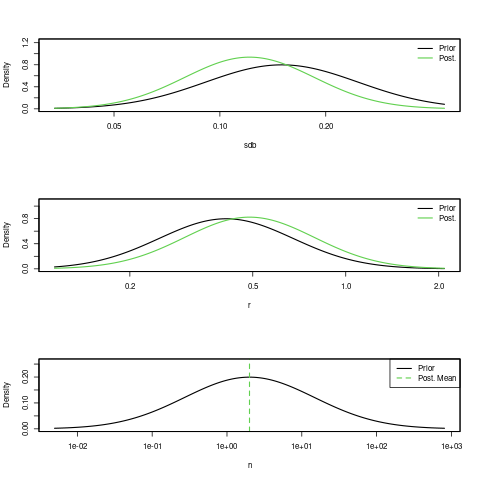 Density
0.0 0.4 0.8 1.2
Prior
Post.
0.05 0.10 0.20
sdb
Density
0.0 0.4 0.8
Prior
Post.
0.2 0.5 1.0 2.0
r
Density
0.00 0.10 0.20
Prior
Post. Mean
1e-02 1e-01 1e+00 1e+01 1e+02 1e+03
n